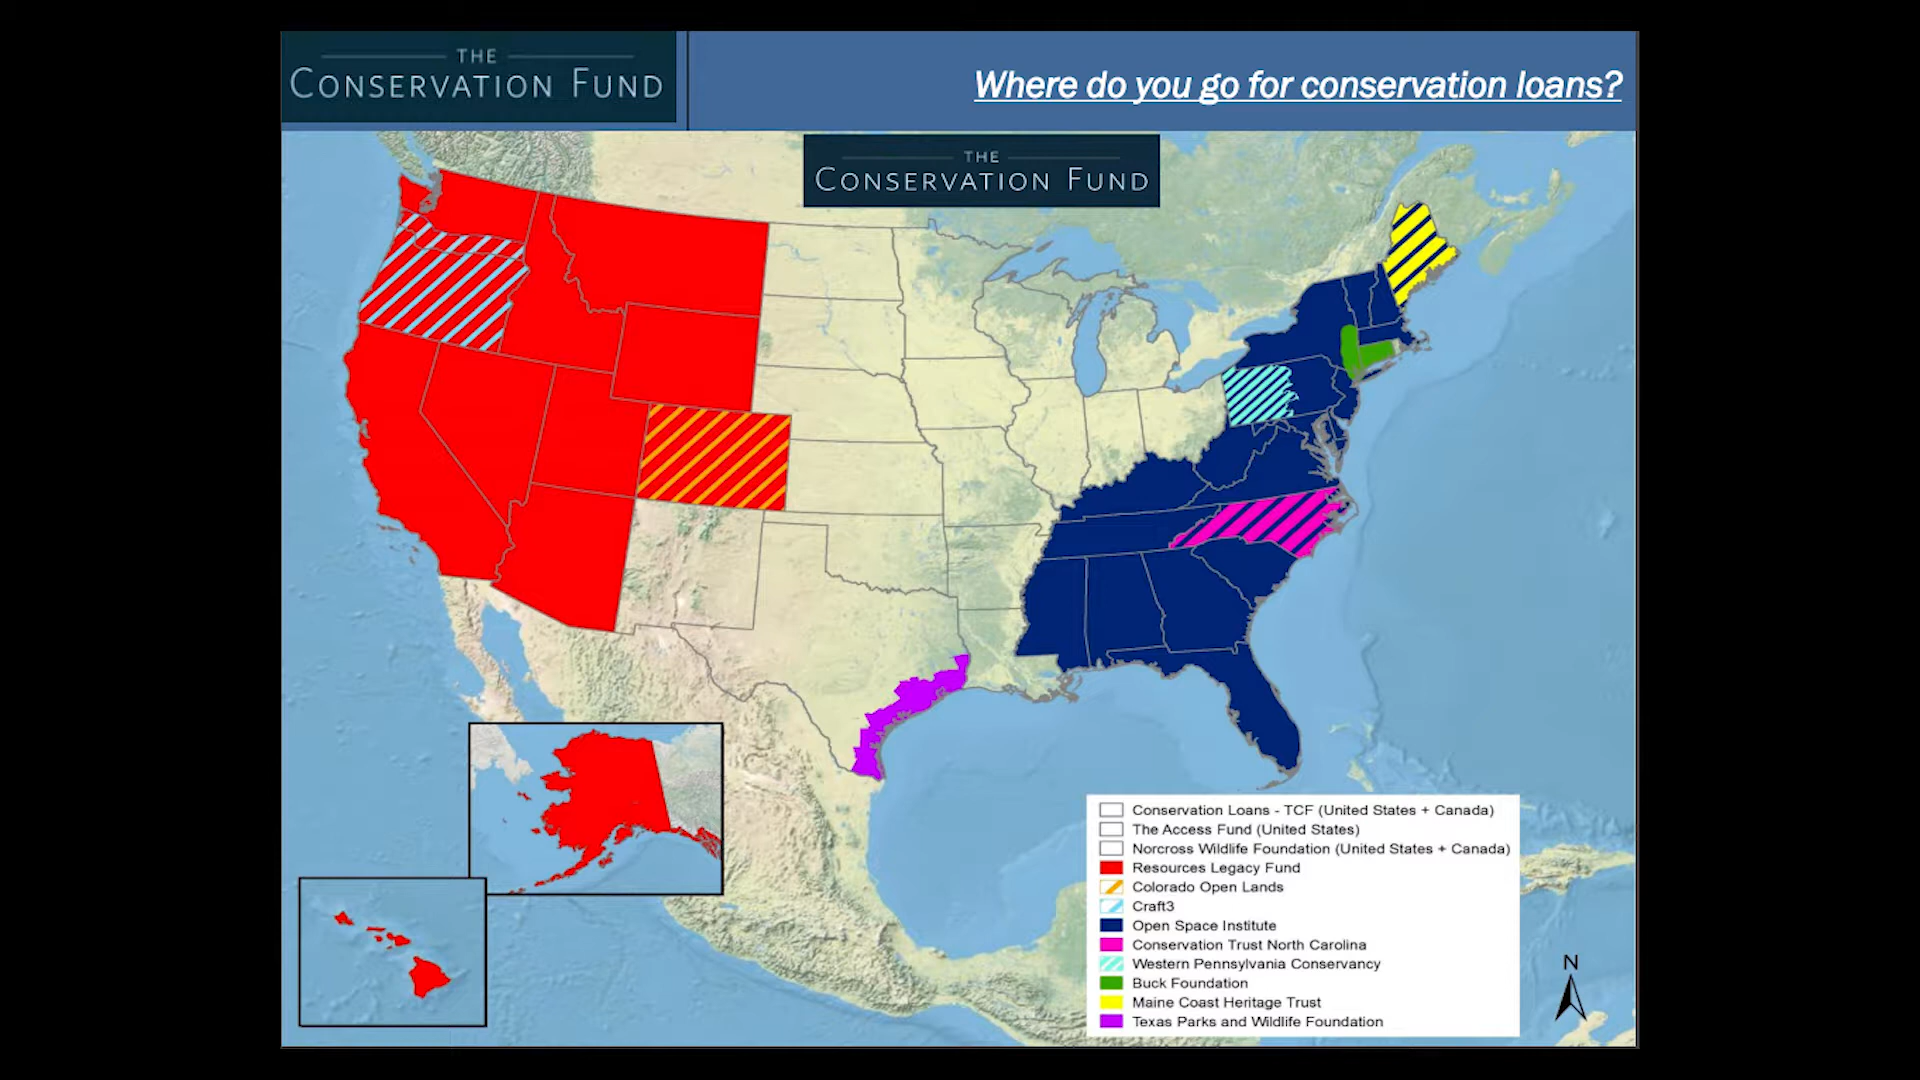 THE
CONSERVATION FUND
Where do you go for conservation loans?
THE
CONSERVATION FUND
Conservation Loans - TCF (United States + Canada)
The Access Fund (United States)
Norcross Wildlife Foundation (United States + Canada)
Resources Legacy Fund
Colorado Open Lands
Craft3
Open Space Institute
Conservation Trust North Carolina
Western Pennsylvania Conservancy
Buck Foundation
Maine Coast Heritage Trust
Texas Parks and Wildlife Foundation
N